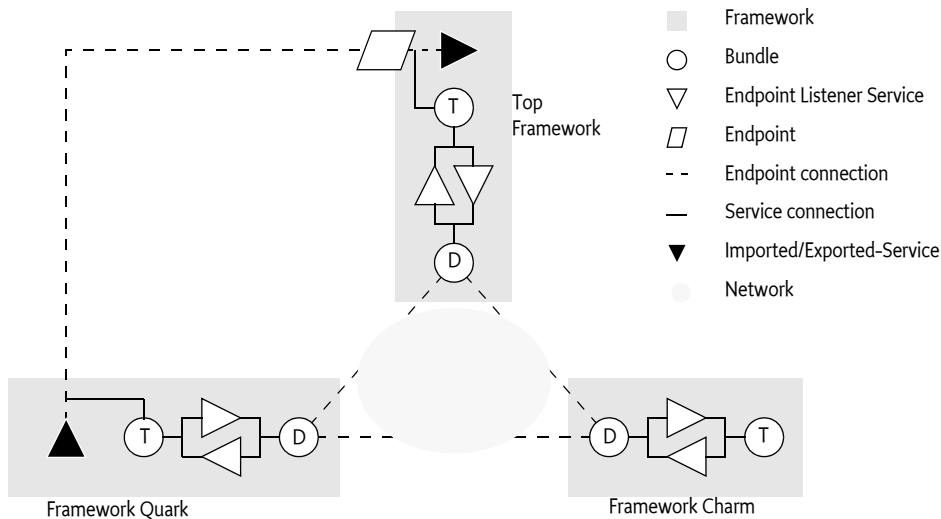 Framework
Bundle
Endpoint Listener Service
Endpoint
Endpoint connection
Service connection
Imported/Exported-Service
Network
T
Top
Framework
D
T
D
D
T
Framework Quark
Framework Charm